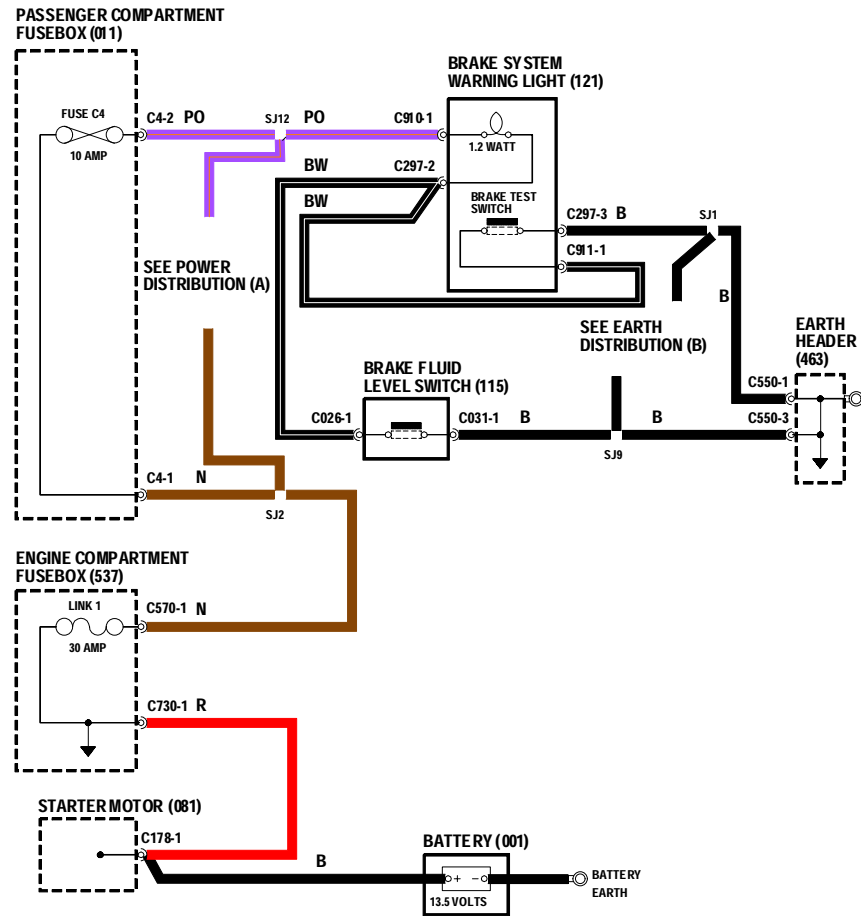 PASSENGER COMPARTMENT
FUSEBOX (011)
BRAKE SYSTEM
WARNING LIGHT (121)
FUSE C4
10 AMP
C4-2 PO
SJ12
PO
C910-1
1.2 WATT
BW
C297-2
BW
BRAKE TEST
SWITCH
C297-3 B
SJ1
C911-1
SEE POWER
DISTRIBUTION (A)
B
SEE EARTH
DISTRIBUTION (B)
EARTH
HEADER
(463)
BRAKE FLUID
LEVEL SWITCH (115)
C550-1
C026-1
C031-1
B
B
C550-3
SJ9
C4-1 N
SJ2
ENGINE COMPARTMENT
FUSEBOX (537)
LINK 1
30 AMP
C570-1 N
C730-1 R
STARTER MOTOR (081)
C178-1
B
BATTERY (001)
+ −
13.5 VOLTS
BATTERY
EARTH